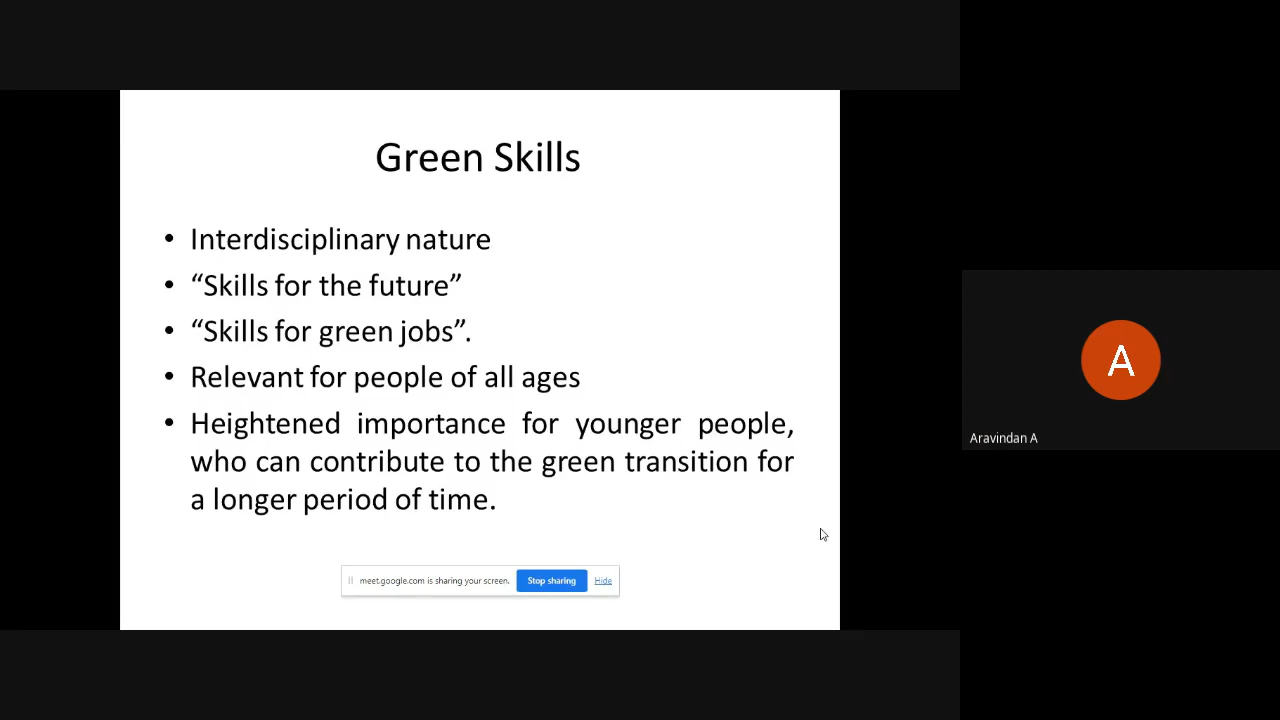 Green Skills
• Interdisciplinary nature
• “Skills for the future”
• “Skills for green jobs”.
• Relevant for people of all ages
• Heightened importance for younger people,
who can contribute to the green transition for
a longer period of time.
meet.google.com is sharing your screen. Stop sharing Hide
A
Aravindan A